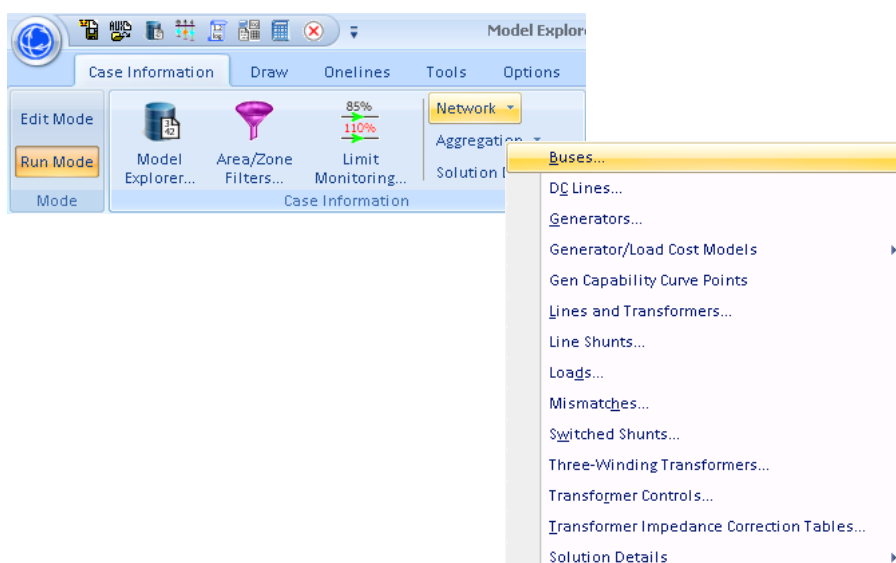 Model Explor
Case Information Draw Onelines Tools Options
Edit Mode
Run Mode
Mode
Model Explorer...
Area/Zone Filters...
85%
110%
Limit Monitoring...
Network
Aggregation
Solution
Case Information
Buses...
DC Lines...
Generators...
Generator/Load Cost Models
Gen Capability Curve Points
Lines and Transformers...
Line Shunts...
Loads...
Mismatches...
Switched Shunts...
Three-Winding Transformers...
Transformer Controls...
Transformer Impedance Correction Tables...
Solution Details